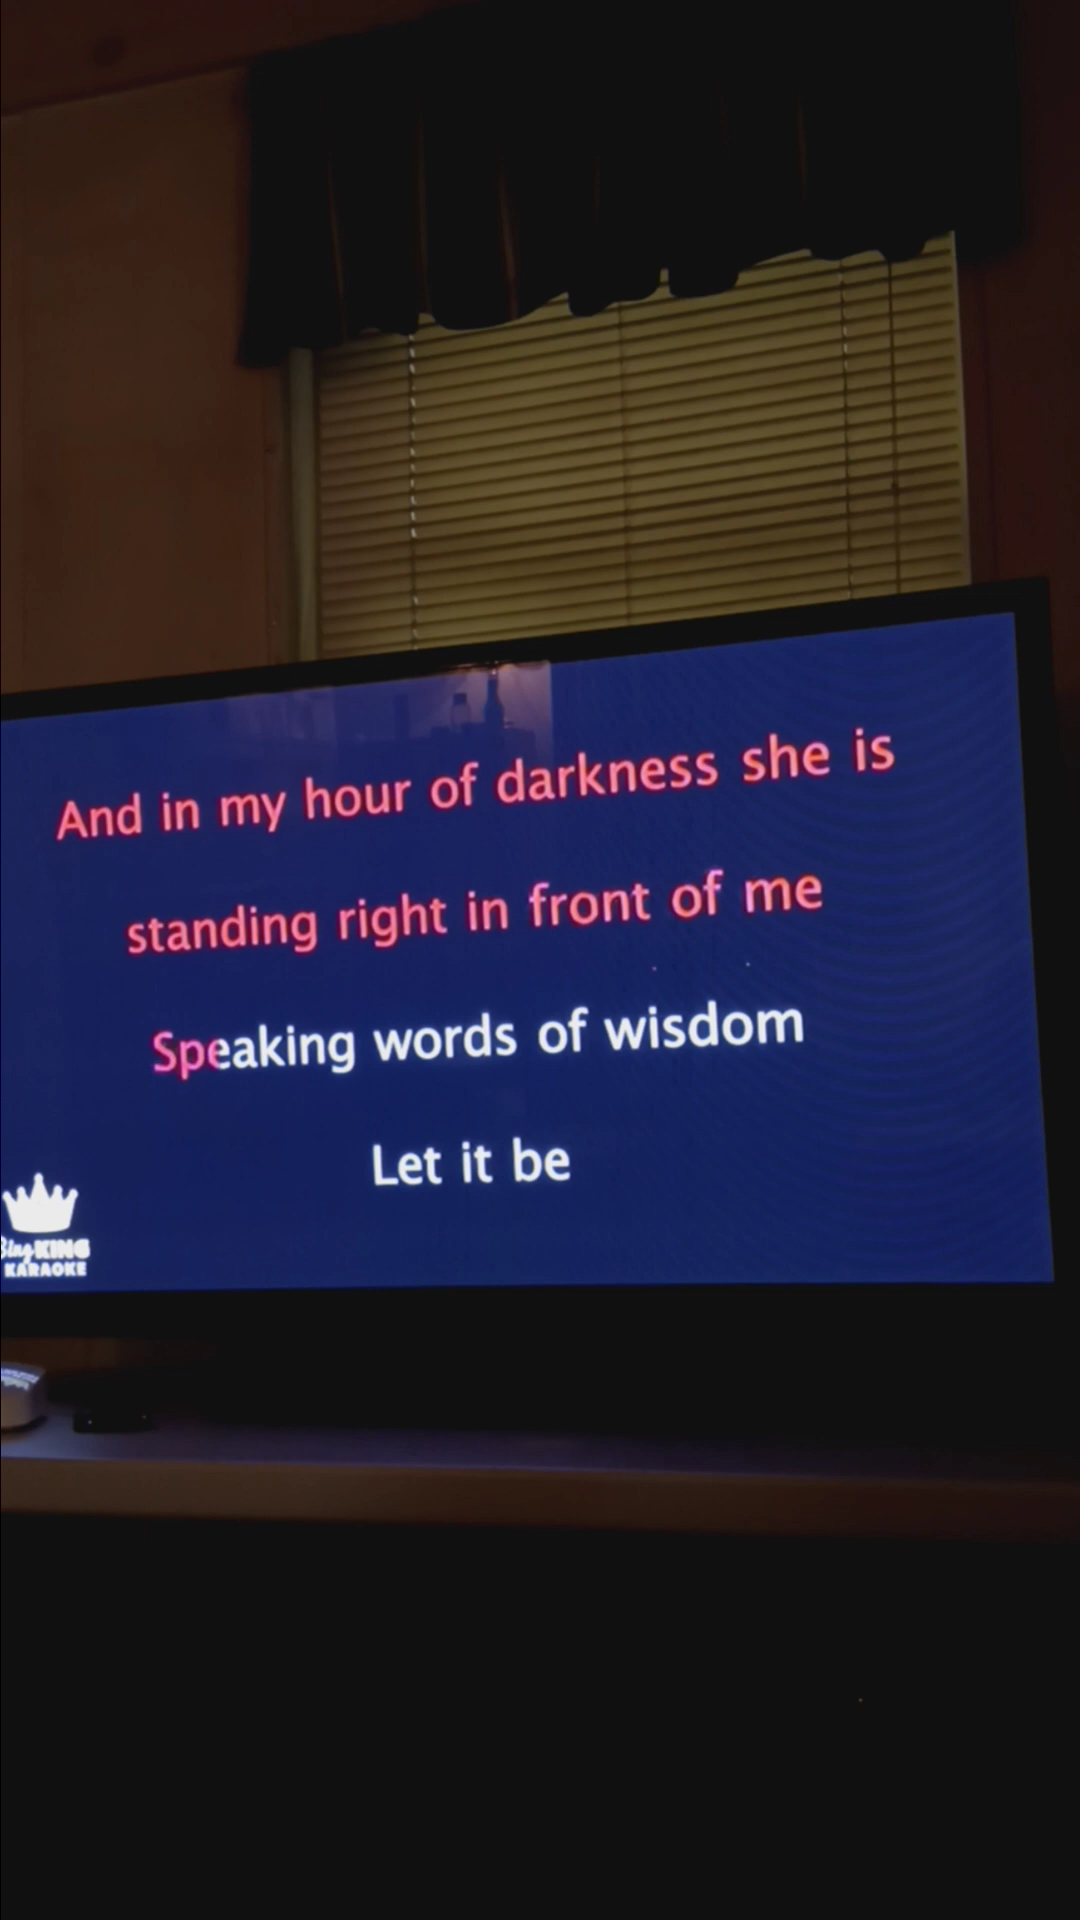 And in my hour of darkness she is
standing right in front of me
Speaking words of wisdom
Let it be
KING
KARAOKE